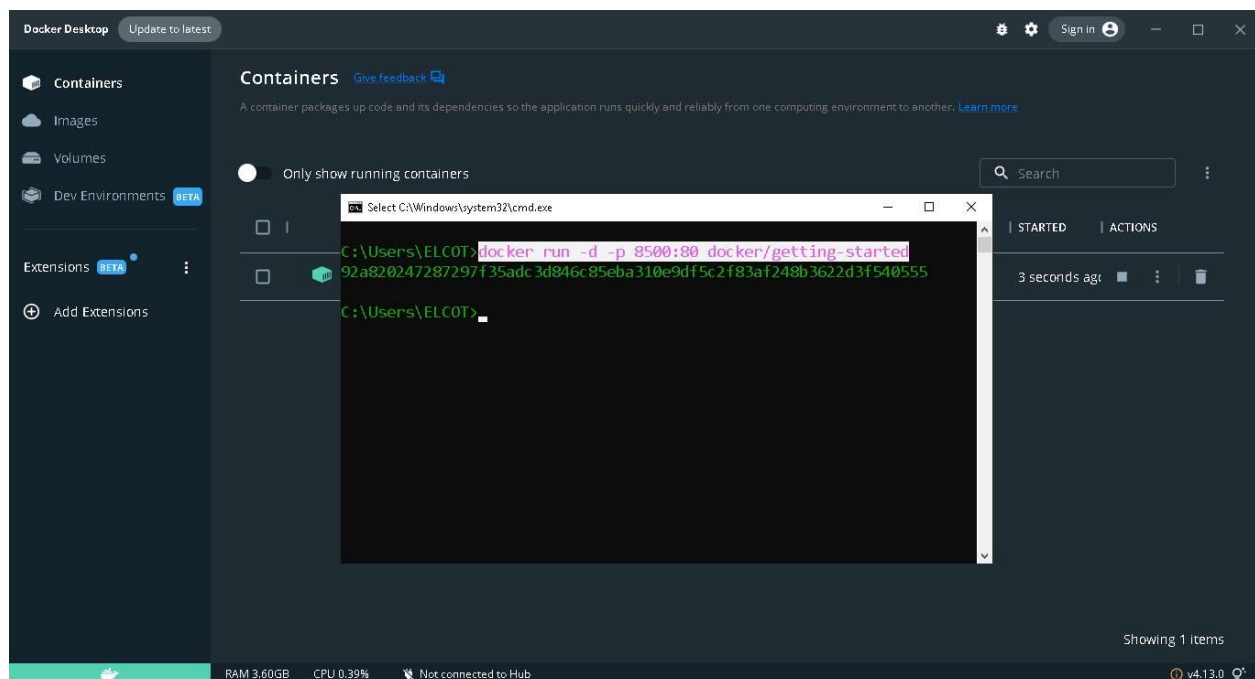 Docker Desktop Update to latest Sign in
Containers
Images
Volumes
Dev Environments BETA
Extensions BETA
Add Extensions
Containers Give feedback
A container packages up code and its dependencies so the application runs quickly and reliably from one computing environment to another. Learn more
Only show running containers Search
STARTED ACTIONS
3 seconds ag
Select C:\Windows\system32\cmd.exe
C:\Users\ELCOT>docker run -d -p 8500:80 docker/getting-started
92a820247287297f35adc3d846c85eba310e9df5c2f83af248b3622d3f540555
C:\Users\ELCOT>
Showing 1 items
RAM 3.60GB CPU 0.39% Not connected to Hub v4.13.0